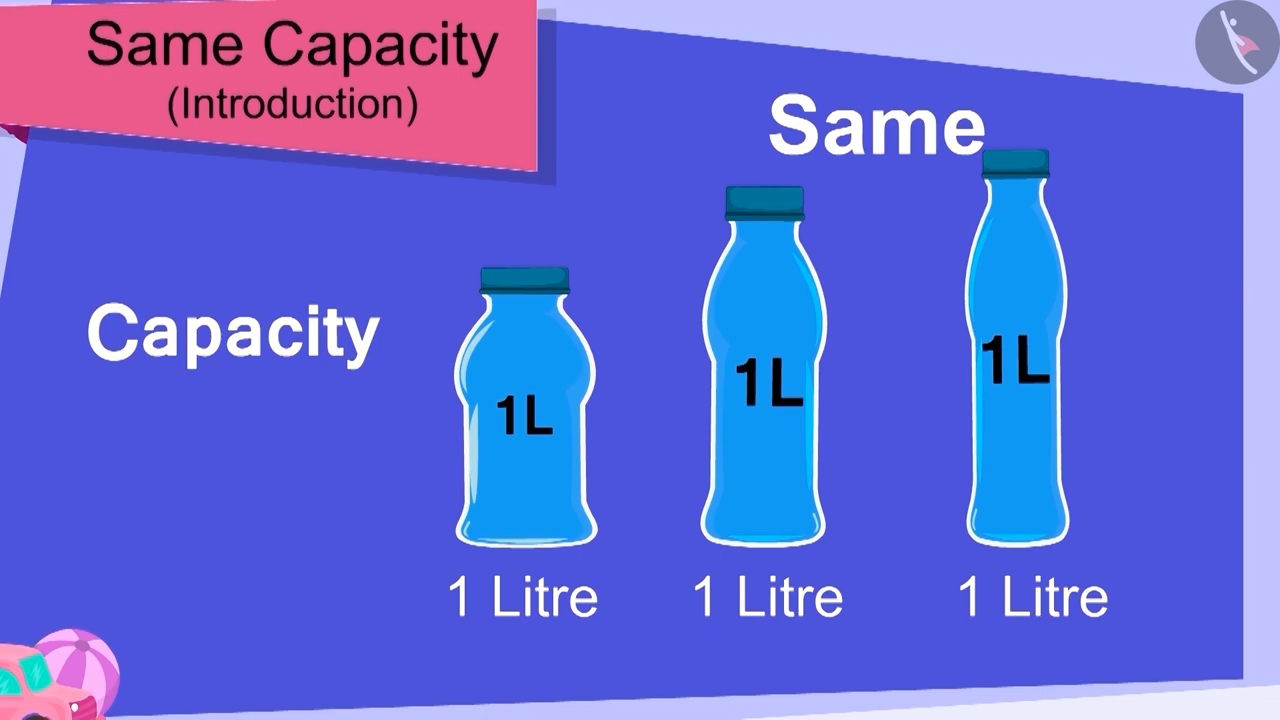 Same Capacity
(Introduction)
Same
Capacity
1L
1L
1L
1 Litre
1 Litre
1 Litre